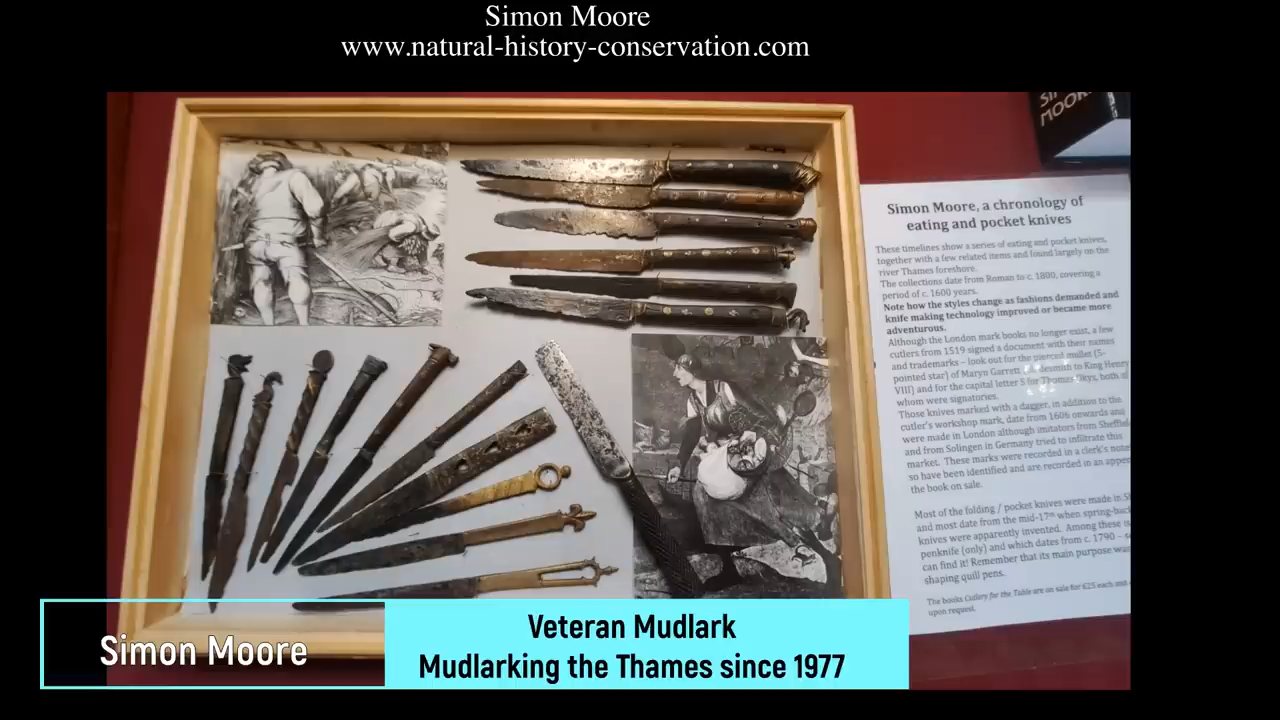 Simon Moore
www.natural-history-conservation.com
SI
MOOR
Simon Moore, a chronology of
eating and pocket knives
These timelines show a series of eating and pocket knives,
together with a few related items and found largely on the
river Thames foreshore.
The collections date from Roman to c. 1800, covering a
period of c. 1600 years.
Note how the styles change as fashions demanded and
knife making technology improved or became more
adventurous.
Although the London mark books no longer exist, a few
cutlers from 1519 signed a document with their names
and trademarks – look out for the pierced mullet (5-
pointed star) of Maryn Garrett to King Henry
VIII) and for the capital letter S for Thomas both of
whom were signatories.
Those knives marked with a dagger, in addition to the
cutler's workshop mark, date from 1606 onwards and
were made in London although imitators from Sheffield
and from Solingen in Germany tried to infiltrate this
market. These marks were recorded in a clerk's note
so have been identified and are recorded in an appen
the book on sale.
Most of the folding / pocket knives were made in S
and most date from the mid-17th when spring-back
knives were apparently invented. Among these is
penknife (only) and which dates from c. 1790 –
can find it! Remember that its main purpose was
shaping quill pens.
The books Cutlery for the Table are on sale for £25 each and
upon request.
Simon Moore
Veteran Mudlark
Mudlarking the Thames since 1977